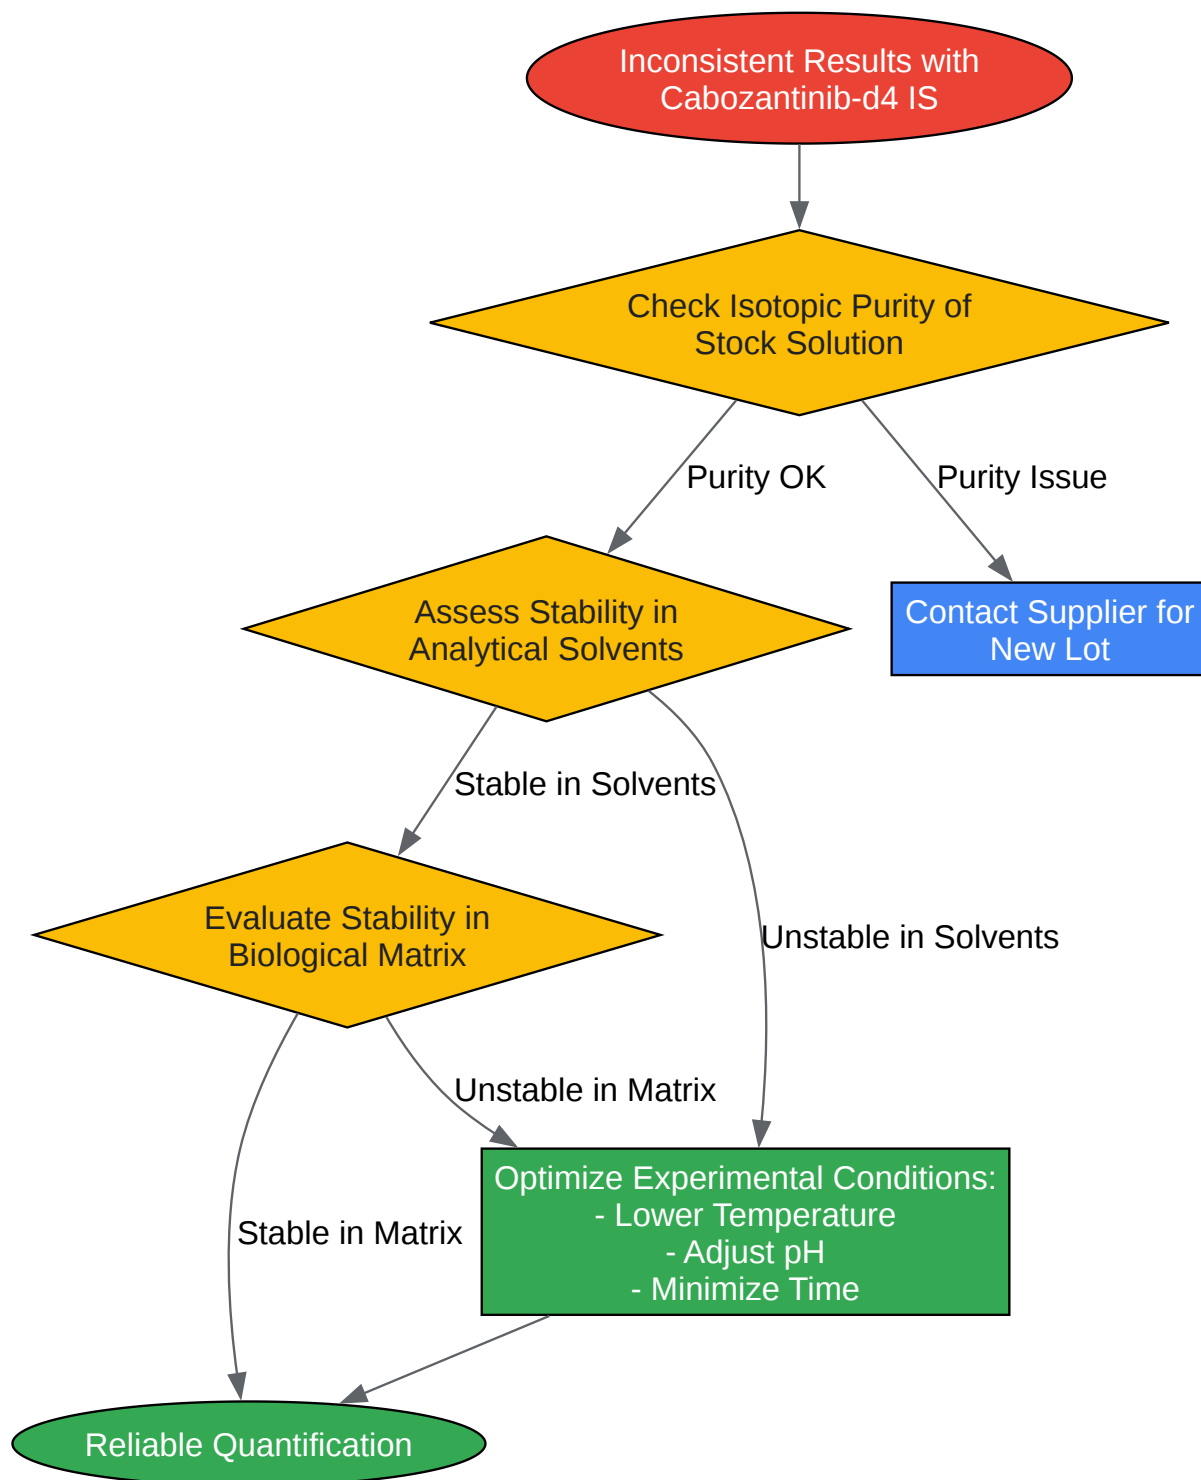 Inconsistent Results with
Cabozantinib-d4 IS
Check Isotopic Purity of
Stock Solution
Purity OK
Purity Issue
Assess Stability in
Analytical Solvents
Contact Supplier for
New Lot
Stable in Solvents
Evaluate Stability in
Biological Matrix
Unstable in Solvents
Unstable in Matrix
Optimize Experimental Conditions:
- Lower Temperature
- Adjust pH
- Minimize Time
Stable in Matrix
Reliable Quantification